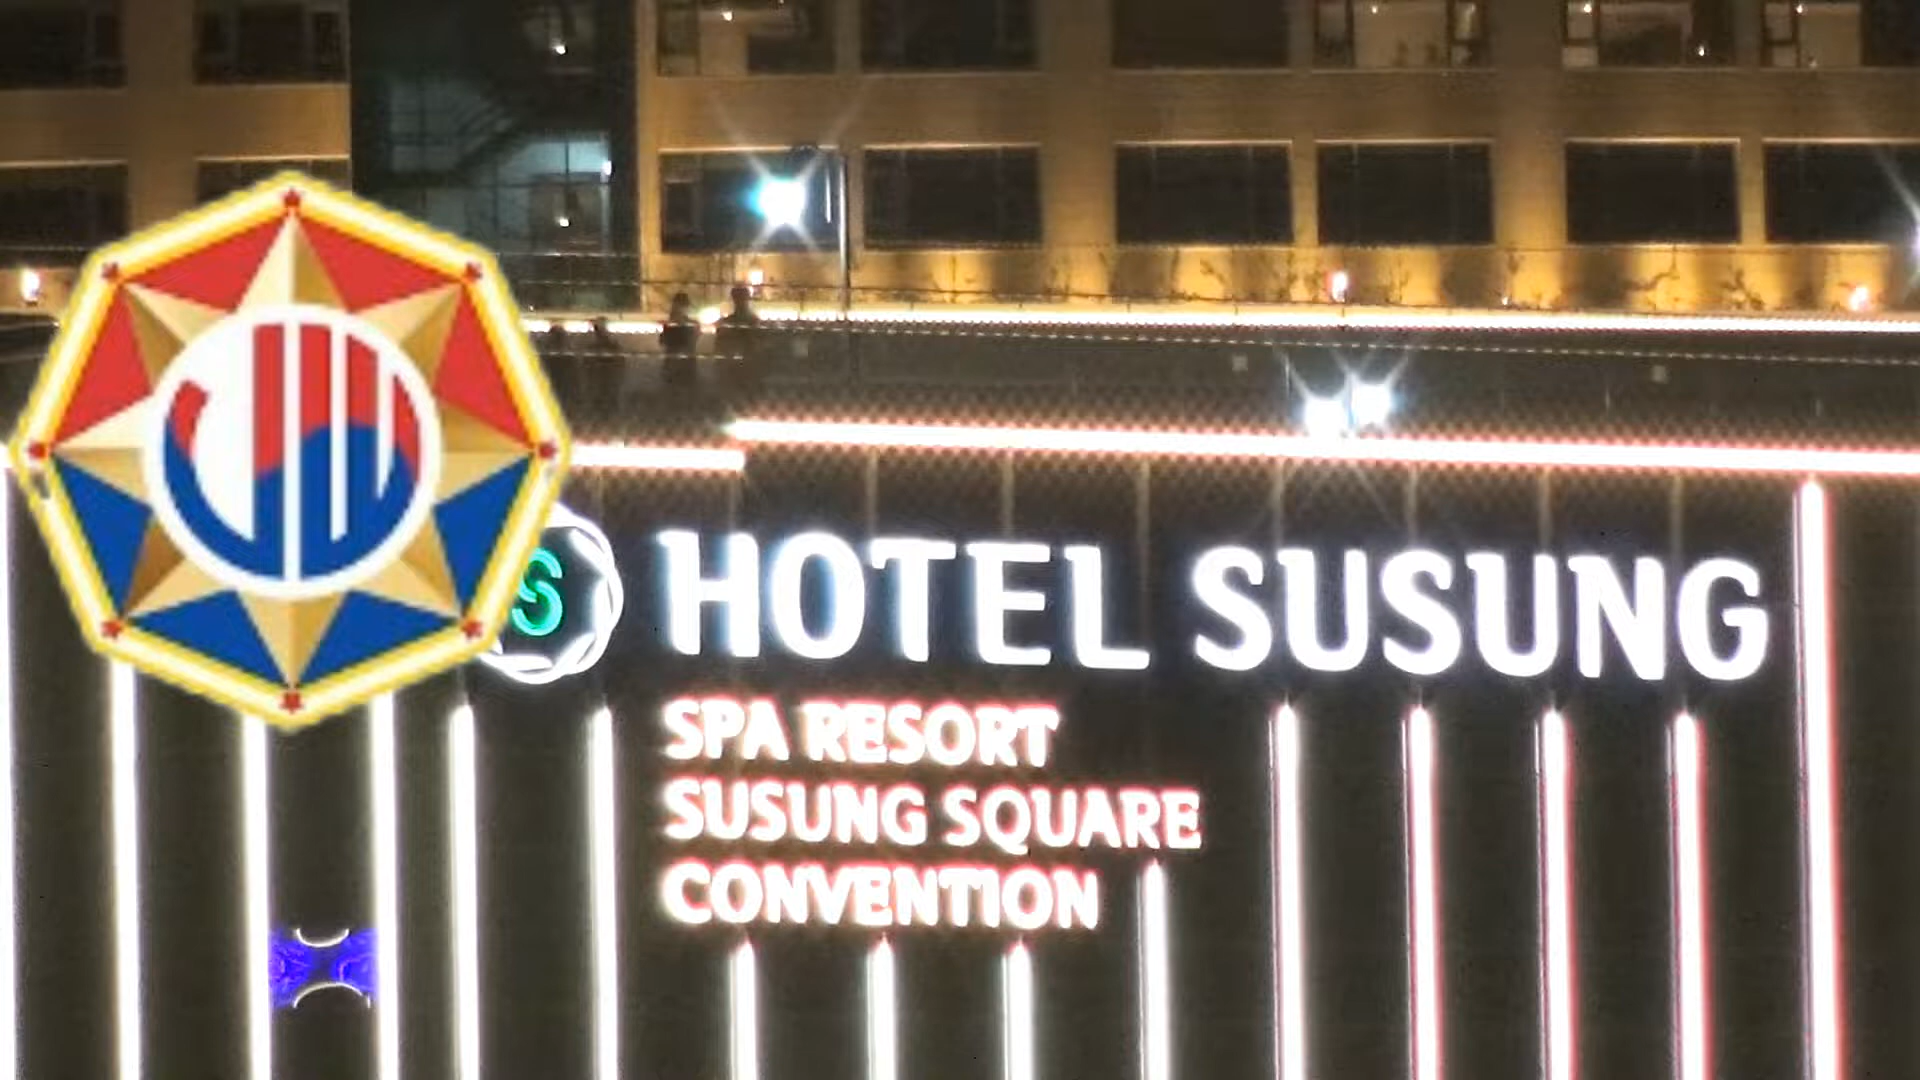 S HOTEL SUSUNG
SPA RESORT
SUSUNG SQUARE
CONVENTION